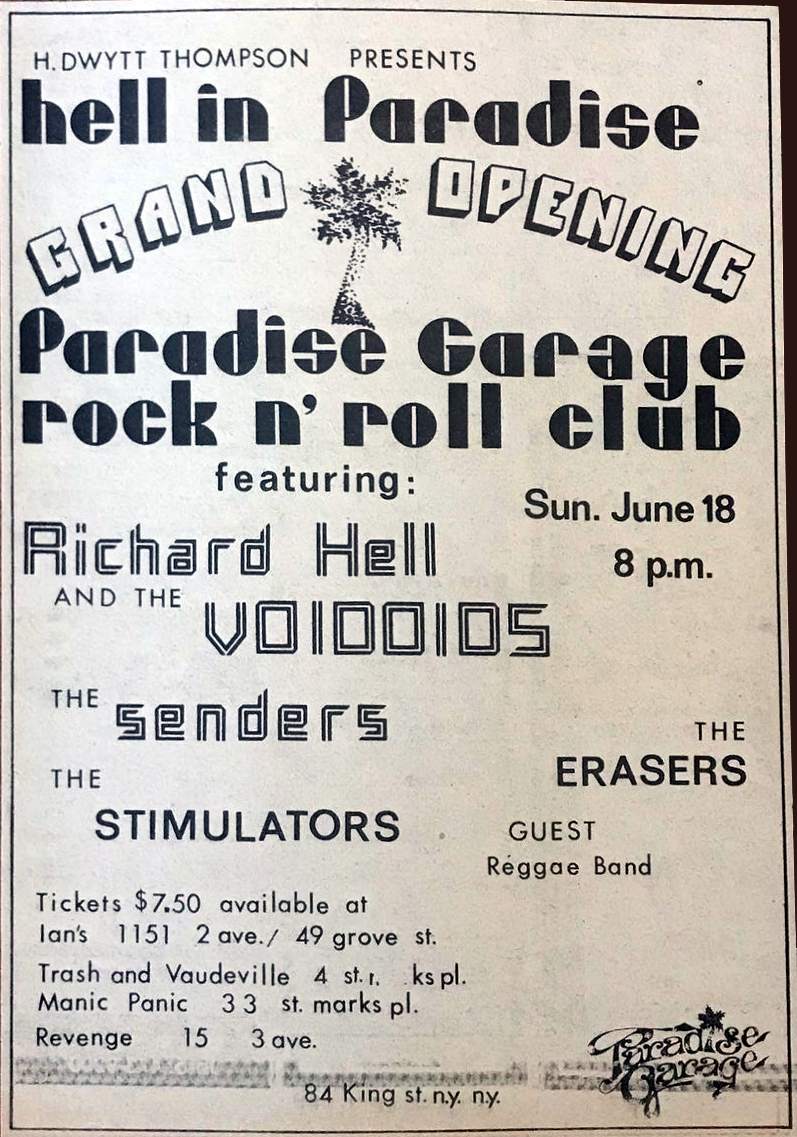 H. DWYTT THOMPSON PRESENTS
hell in Paradise
GRAND OPENING
Paradise Garage
rock n' roll club
featuring:
Sun. June 18
8 p.m.
Richard Hell
AND THE VOIDOIDS
THE senders
THE ERASERS
THE STIMULATORS
GUEST
Reggae Band
Tickets $7.50 available at
Ian's 1151 2 ave./ 49 grove st.
Trash and Vaudeville 4 st. ks pl.
Manic Panic 33 st. marks pl.
Revenge 15 3 ave.
Paradise
Garage
84 King st. n.y. n.y.